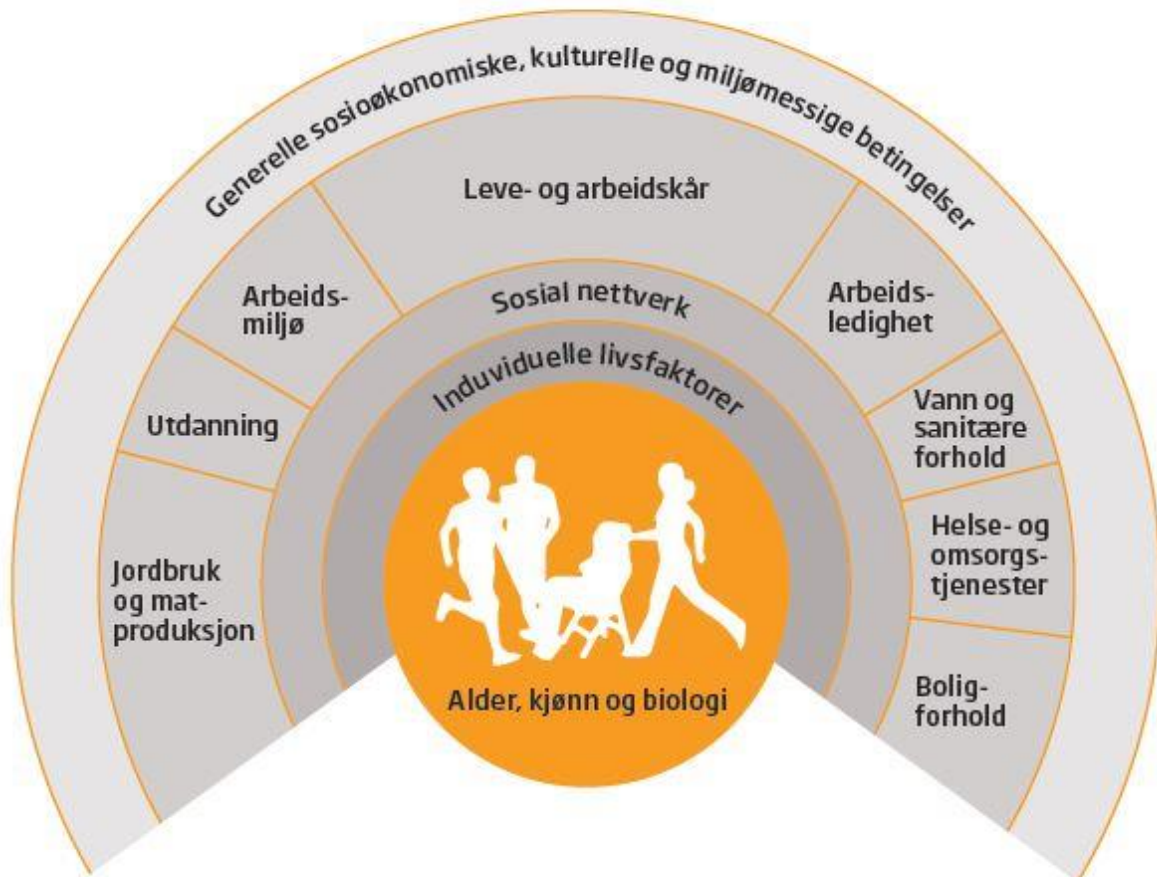 Generelle sosioøkonomiske, kulturelle og miljømessige betingelser
Leve- og arbeidskår
Arbeids-
miljø
Sosial nettverk
Arbeids-
ledighet
Induviduelle livsfaktorer
Utdanning
Vann og
sanitære
forhold
Jordbruk
og mat-
produksjon
Helse- og
omsorgs-
tjenester
Alder, kjønn og biologi
Bolig-
forhold